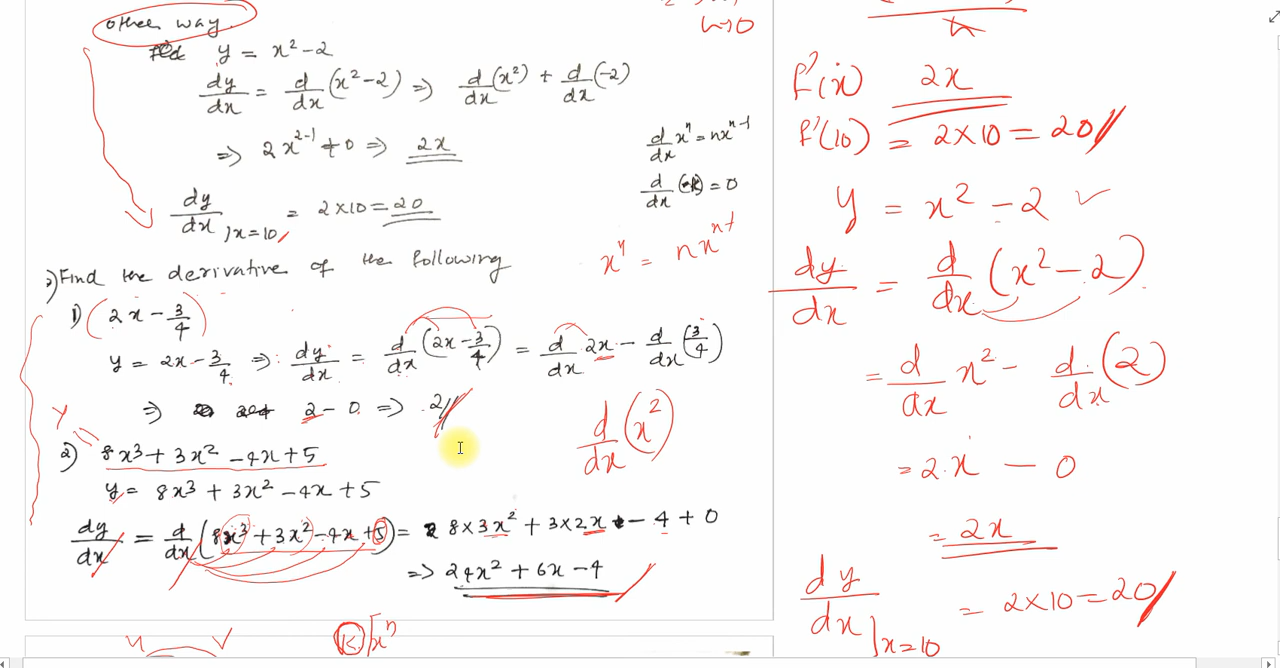 other way
y = x² - 2
dy/dx = d/dx (x² - 2) ⇒ d/dx (x²) + d/dx (-2)
⇒ 2x²⁻¹ + 0 ⇒ 2x
d/dx xⁿ = nxⁿ⁻¹
d/dx (k) = 0
dy/dx ]x=10 = 2×10 = 20
2) Find the derivative of the following
xⁿ = nxⁿ⁻¹
1) (2x - 3/4)
y = 2x - 3/4 ⇒ dy/dx = d/dx (2x - 3/4) = d/dx 2x - d/dx (3/4)
⇒ 2 - 0 ⇒ 2//
d/dx (x²)
y =
2) 8x³ + 3x² - 4x + 5
y = 8x³ + 3x² - 4x + 5
dy/dx = d/dx (8x³ + 3x² - 4x + 5) = 8×3x² + 3×2x - 4 + 0
⇒ 24x² + 6x - 4
u v
k xⁿ
h→0
h
f'(x) 2x
f'(10) = 2×10 = 20//
y = x² - 2 ✓
dy/dx = d/dx (x² - 2)
= d/dx x² - d/dx (2)
= 2x - 0
= 2x
dy/dx ]x=10 = 2×10 = 20//